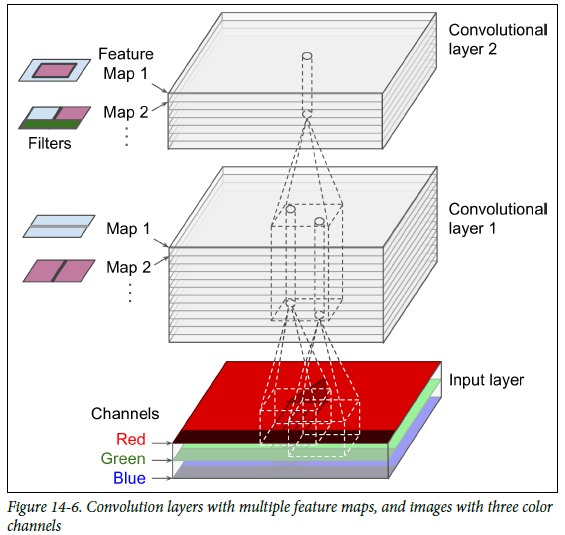 Feature
Map 1
Map 2
Filters
Convolutional
layer 2
Map 1
Map 2
Convolutional
layer 1
Input layer
Channels
Red
Green
Blue
Figure 14-6. Convolution layers with multiple feature maps, and images with three color
channels